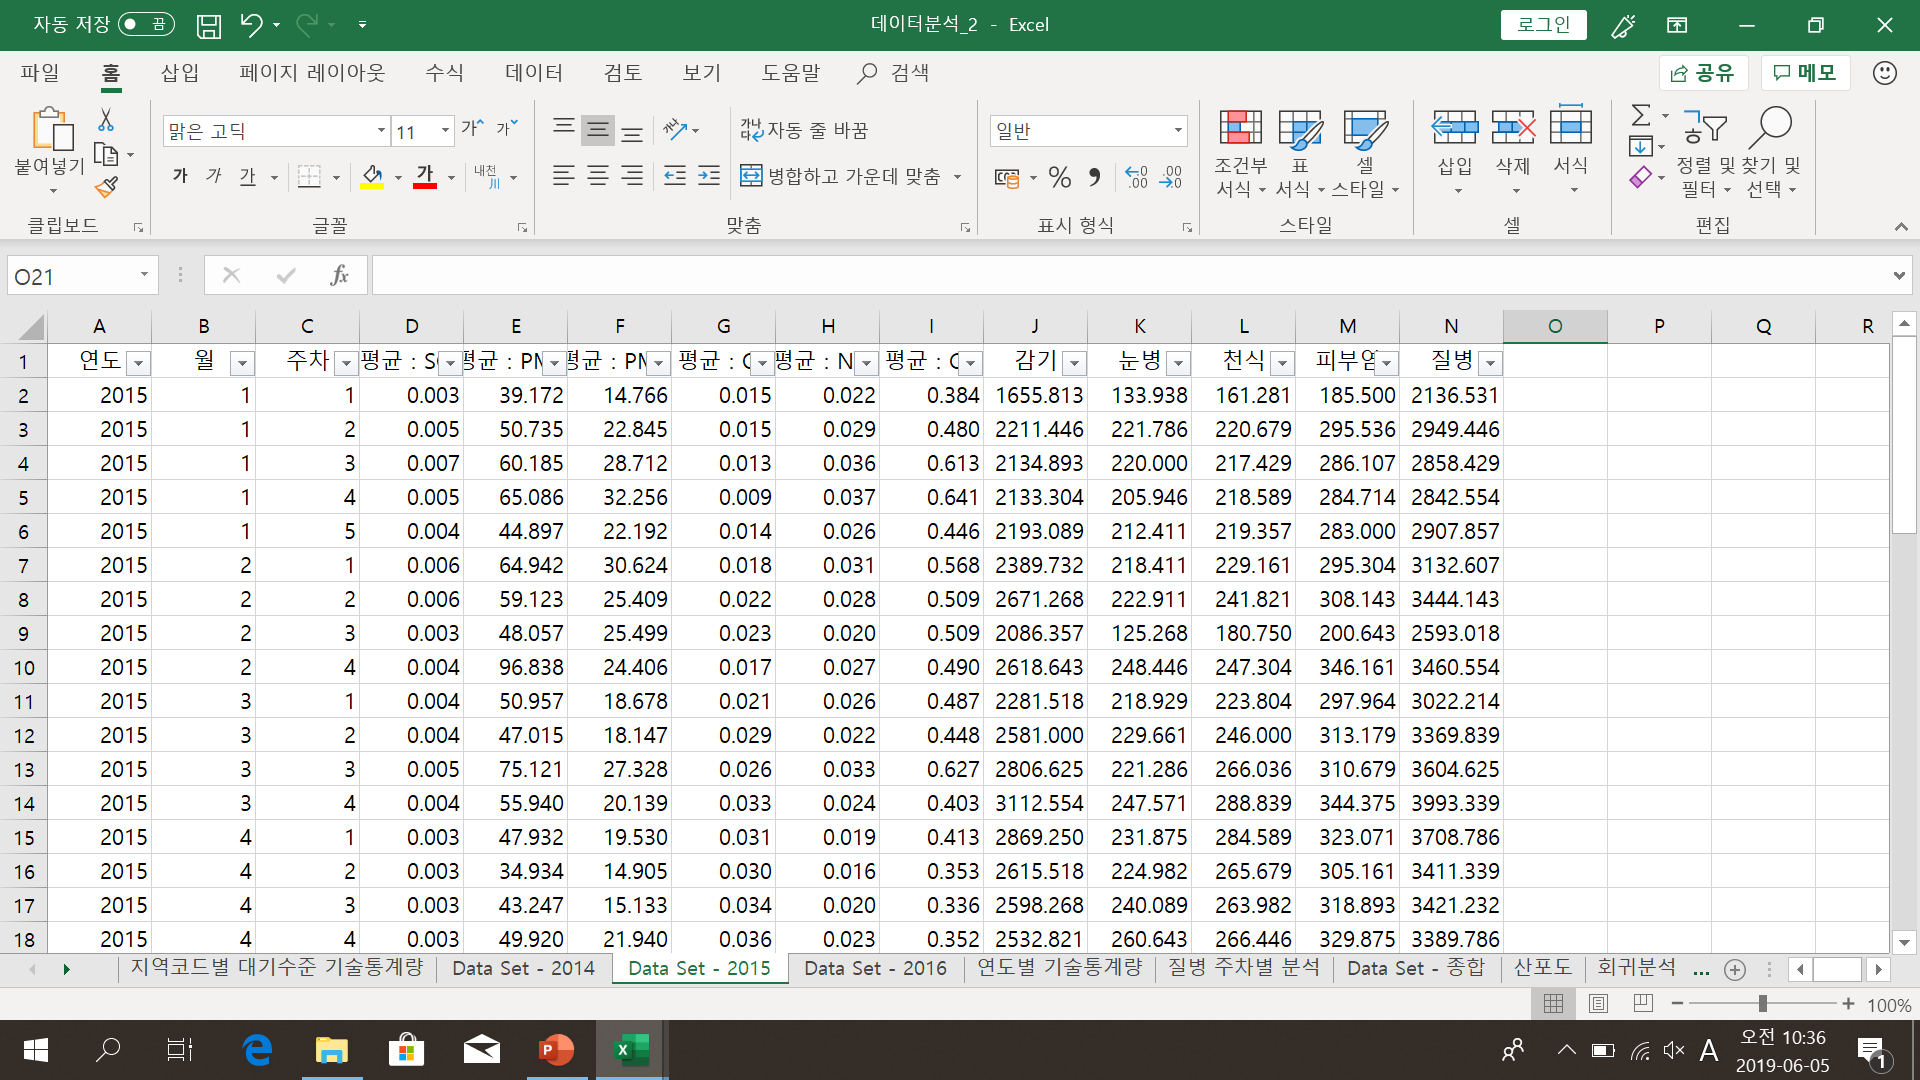 자동 저장 끔 데이터분석_2 - Excel 로그인
파일 홈 삽입 페이지 레이아웃 수식 데이터 검토 보기 도움말 검색 공유 메모
붙여넣기 맑은 고딕 11 가 가 자동 줄 바꿈 일반 조건부 서식 표 서식 셀 스타일 삽입 삭제 서식 정렬 및 필터 찾기 및 선택
가 가 간 가 내천 병합하고 가운데 맞춤 % 
클립보드 글꼴 맞춤 표시 형식 스타일 셀 편집
O21 fx
A B C D E F G H I J K L M N O P Q R
1 연도 월 주차 평균 : 평균 : PM 평균 : PM 평균 : 평균 : N 평균 : 감기 눈병 천식 피부염 질병
2 2015 1 1 0.003 39.172 14.766 0.015 0.022 0.384 1655.813 133.938 161.281 185.500 2136.531
3 2015 1 2 0.005 50.735 22.845 0.015 0.029 0.480 2211.446 221.786 220.679 295.536 2949.446
4 2015 1 3 0.007 60.185 28.712 0.013 0.036 0.613 2134.893 220.000 217.429 286.107 2858.429
5 2015 1 4 0.005 65.086 32.256 0.009 0.037 0.641 2133.304 205.946 218.589 284.714 2842.554
6 2015 1 5 0.004 44.897 22.192 0.014 0.026 0.446 2193.089 212.411 219.357 283.000 2907.857
7 2015 2 1 0.006 64.942 30.624 0.018 0.031 0.568 2389.732 218.411 229.161 295.304 3132.607
8 2015 2 2 0.006 59.123 25.409 0.022 0.028 0.509 2671.268 222.911 241.821 308.143 3444.143
9 2015 2 3 0.003 48.057 25.499 0.023 0.020 0.509 2086.357 125.268 180.750 200.643 2593.018
10 2015 2 4 0.004 96.838 24.406 0.017 0.027 0.490 2618.643 248.446 247.304 346.161 3460.554
11 2015 3 1 0.004 50.957 18.678 0.021 0.026 0.487 2281.518 218.929 223.804 297.964 3022.214
12 2015 3 2 0.004 47.015 18.147 0.029 0.022 0.448 2581.000 229.661 246.000 313.179 3369.839
13 2015 3 3 0.005 75.121 27.328 0.026 0.033 0.627 2806.625 221.286 266.036 310.679 3604.625
14 2015 3 4 0.004 55.940 20.139 0.033 0.024 0.403 3112.554 247.571 288.839 344.375 3993.339
15 2015 4 1 0.003 47.932 19.530 0.031 0.019 0.413 2869.250 231.875 284.589 323.071 3708.786
16 2015 4 2 0.003 34.934 14.905 0.030 0.016 0.353 2615.518 224.982 265.679 305.161 3411.339
17 2015 4 3 0.003 43.247 15.133 0.034 0.020 0.336 2598.268 240.089 263.982 318.893 3421.232
18 2015 4 4 0.003 49.920 21.940 0.036 0.023 0.352 2532.821 260.643 266.446 329.875 3389.786
지역코드별 대기수준 기술통계량 Data Set - 2014 Data Set - 2015 Data Set - 2016 연도별 기술통계량 질병 주차별 분석 Data Set - 종합 산포도 회귀분석 ...
100%
A 오전 10:36
2019-06-05 1